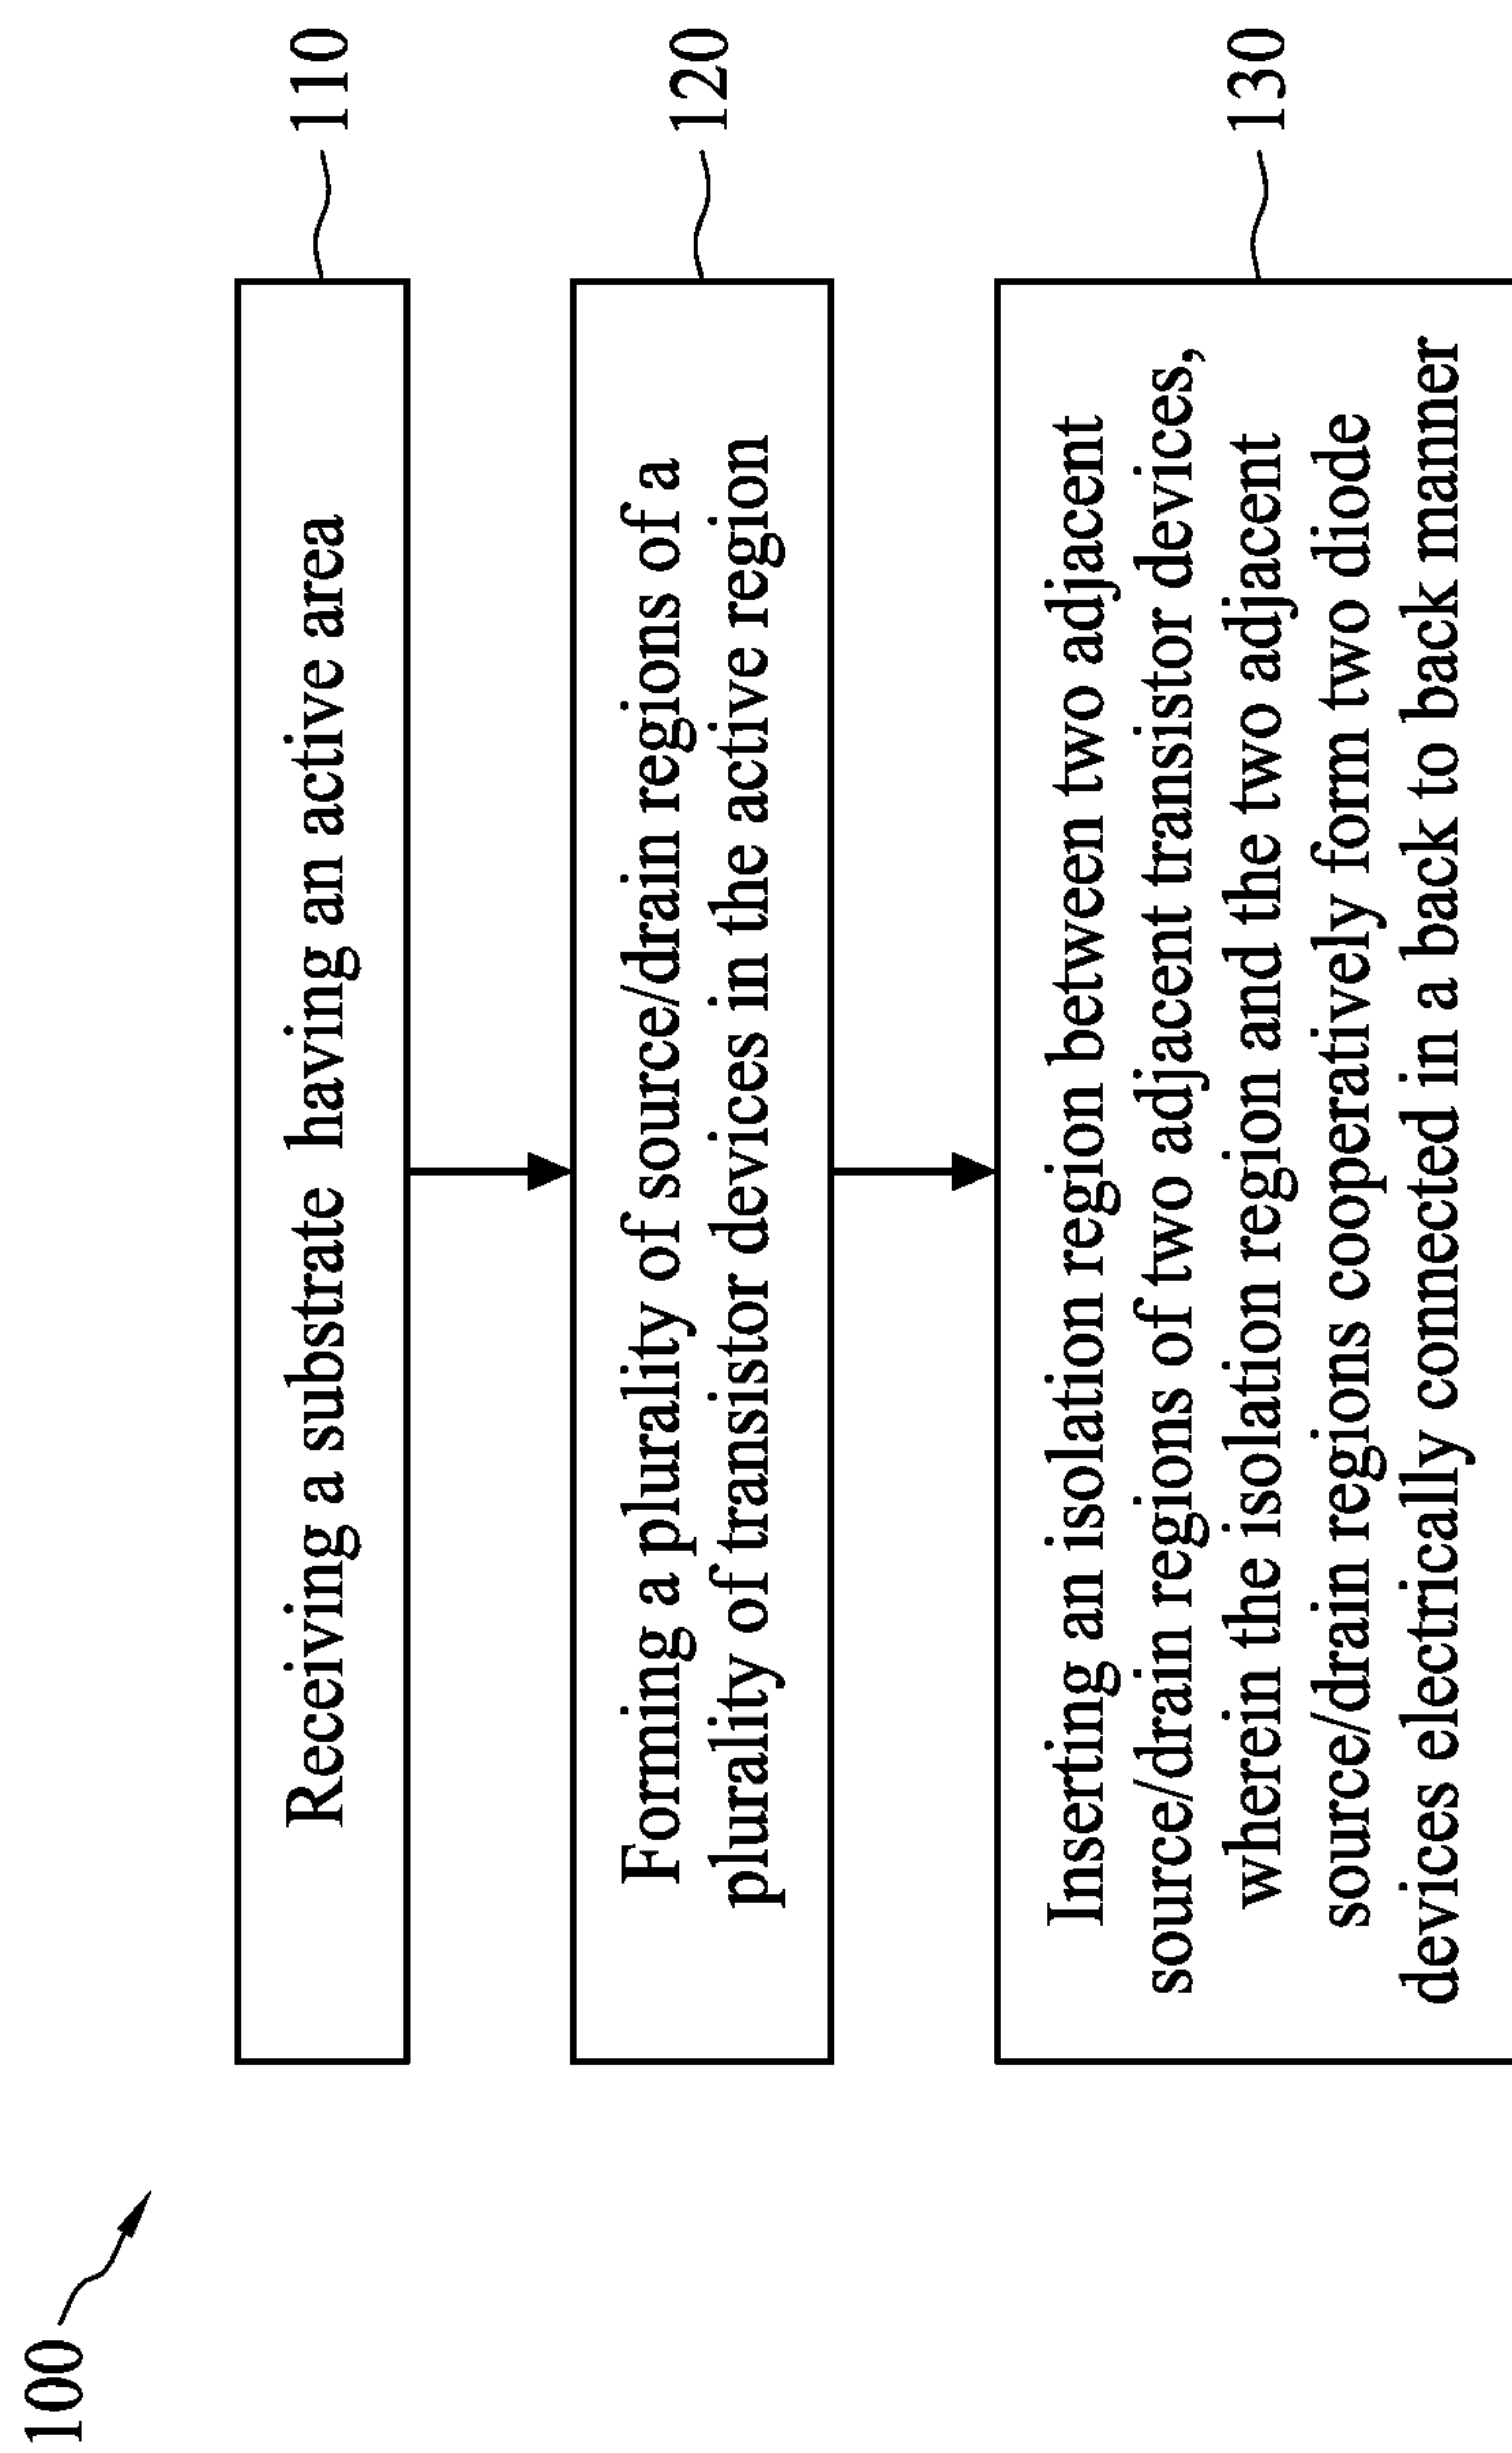 100
Receiving a substrate having an active area
110
Forming a plurality of source/drain regions of a
plurality of transistor devices in the active region
120
Inserting an isolation region between two adjacent
source/drain regions of two adjacent transistor devices,
wherein the isolation region and the two adjacent
source/drain regions cooperatively form two diode
devices electrically connected in a back to back manner
130